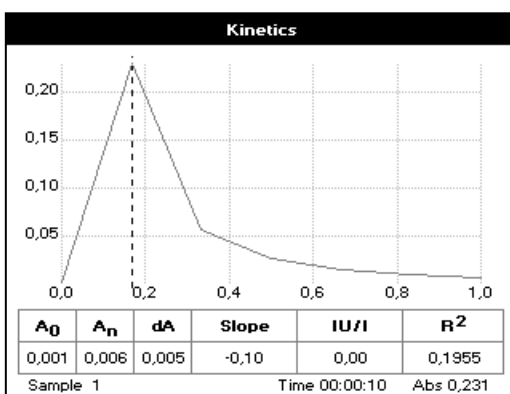 Kinetics
0,20
0,15
0,10
0,05
0,0 0,2 0,4 0,6 0,8 1,0
A0 An dA Slope IU/l R2
0,001 0,006 0,005 -0,10 0,00 0,1955
Sample 1 Time 00:00:10 Abs 0,231